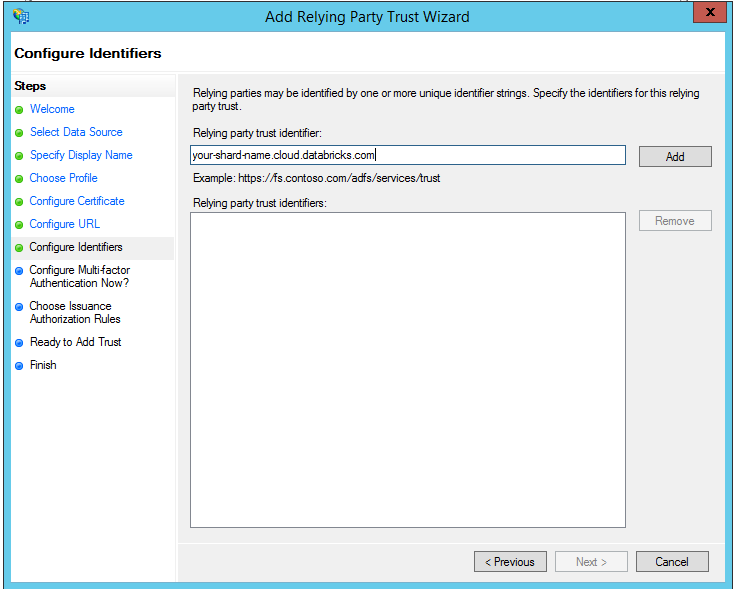 Add Relying Party Trust Wizard
x
Configure Identifiers
Steps
Welcome
Select Data Source
Specify Display Name
Choose Profile
Configure Certificate
Configure URL
Configure Identifiers
Configure Multi-factor
Authentication Now?
Choose Issuance
Authorization Rules
Ready to Add Trust
Finish
Relying parties may be identified by one or more unique identifier strings. Specify the identifiers for this relying
party trust.
Relying party trust identifier:
your-shard-name.cloud.databricks.com
Add
Example: https://fs.contoso.com/adfs/services/trust
Relying party trust identifiers:
Remove
< Previous
Next >
Cancel